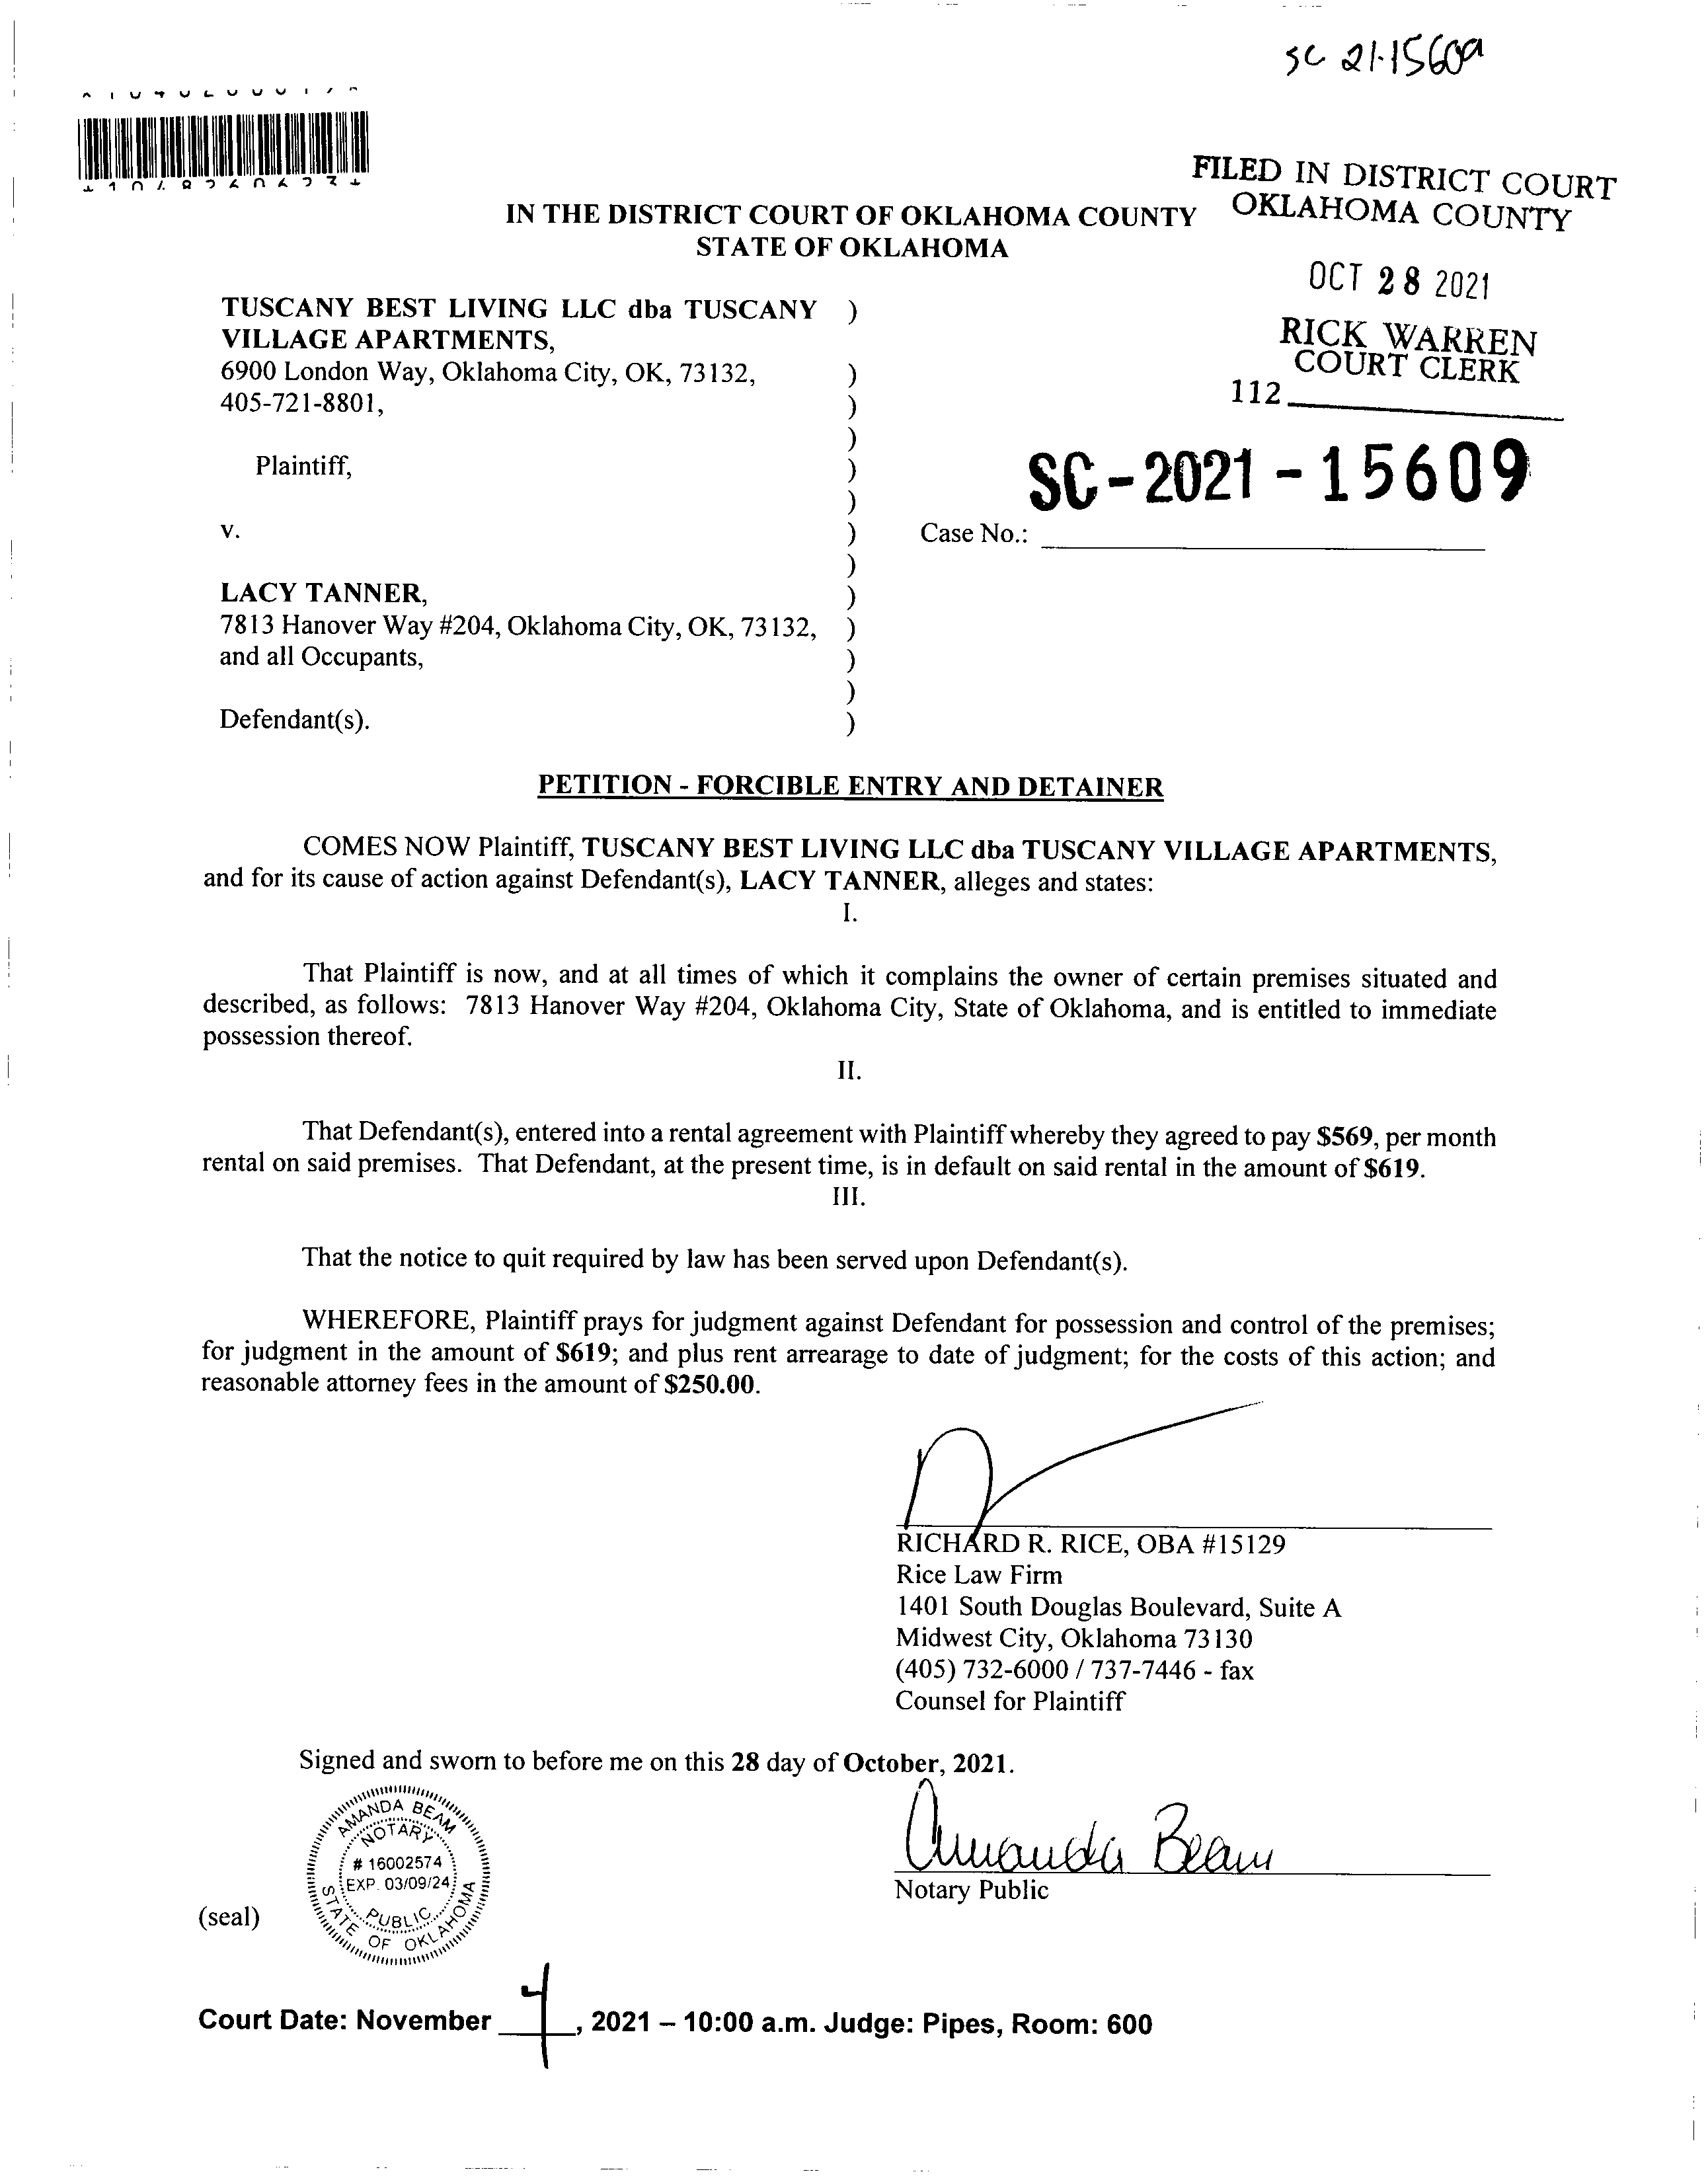 SC 21-15609
FILED IN DISTRICT COURT
OKLAHOMA COUNTY
IN THE DISTRICT COURT OF OKLAHOMA COUNTY
STATE OF OKLAHOMA
OCT 28 2021
RICK WARREN
COURT CLERK
112
TUSCANY BEST LIVING LLC dba TUSCANY )
VILLAGE APARTMENTS,
6900 London Way, Oklahoma City, OK, 73132, )
405-721-8801, )
)
Plaintiff, )
)
SC-2021-15609
v. ) Case No.:
)
LACY TANNER, )
7813 Hanover Way #204, Oklahoma City, OK, 73132, )
and all Occupants, )
)
Defendant(s). )
PETITION - FORCIBLE ENTRY AND DETAINER
COMES NOW Plaintiff, TUSCANY BEST LIVING LLC dba TUSCANY VILLAGE APARTMENTS,
and for its cause of action against Defendant(s), LACY TANNER, alleges and states:
I.
That Plaintiff is now, and at all times of which it complains the owner of certain premises situated and
described, as follows: 7813 Hanover Way #204, Oklahoma City, State of Oklahoma, and is entitled to immediate
possession thereof.
II.
That Defendant(s), entered into a rental agreement with Plaintiff whereby they agreed to pay $569, per month
rental on said premises. That Defendant, at the present time, is in default on said rental in the amount of $619.
III.
That the notice to quit required by law has been served upon Defendant(s).
WHEREFORE, Plaintiff prays for judgment against Defendant for possession and control of the premises;
for judgment in the amount of $619; and plus rent arrearage to date of judgment; for the costs of this action; and
reasonable attorney fees in the amount of $250.00.
RICHARD R. RICE, OBA #15129
Rice Law Firm
1401 South Douglas Boulevard, Suite A
Midwest City, Oklahoma 73130
(405) 732-6000 / 737-7446 - fax
Counsel for Plaintiff
Signed and sworn to before me on this 28 day of October, 2021.
AMANDA BEAM
NOTARY
# 16002574
EXP. 03/09/24
PUBLIC
STATE OF OKLAHOMA
Amanda Beam
Notary Public
(seal)
Court Date: November 4, 2021 – 10:00 a.m. Judge: Pipes, Room: 600